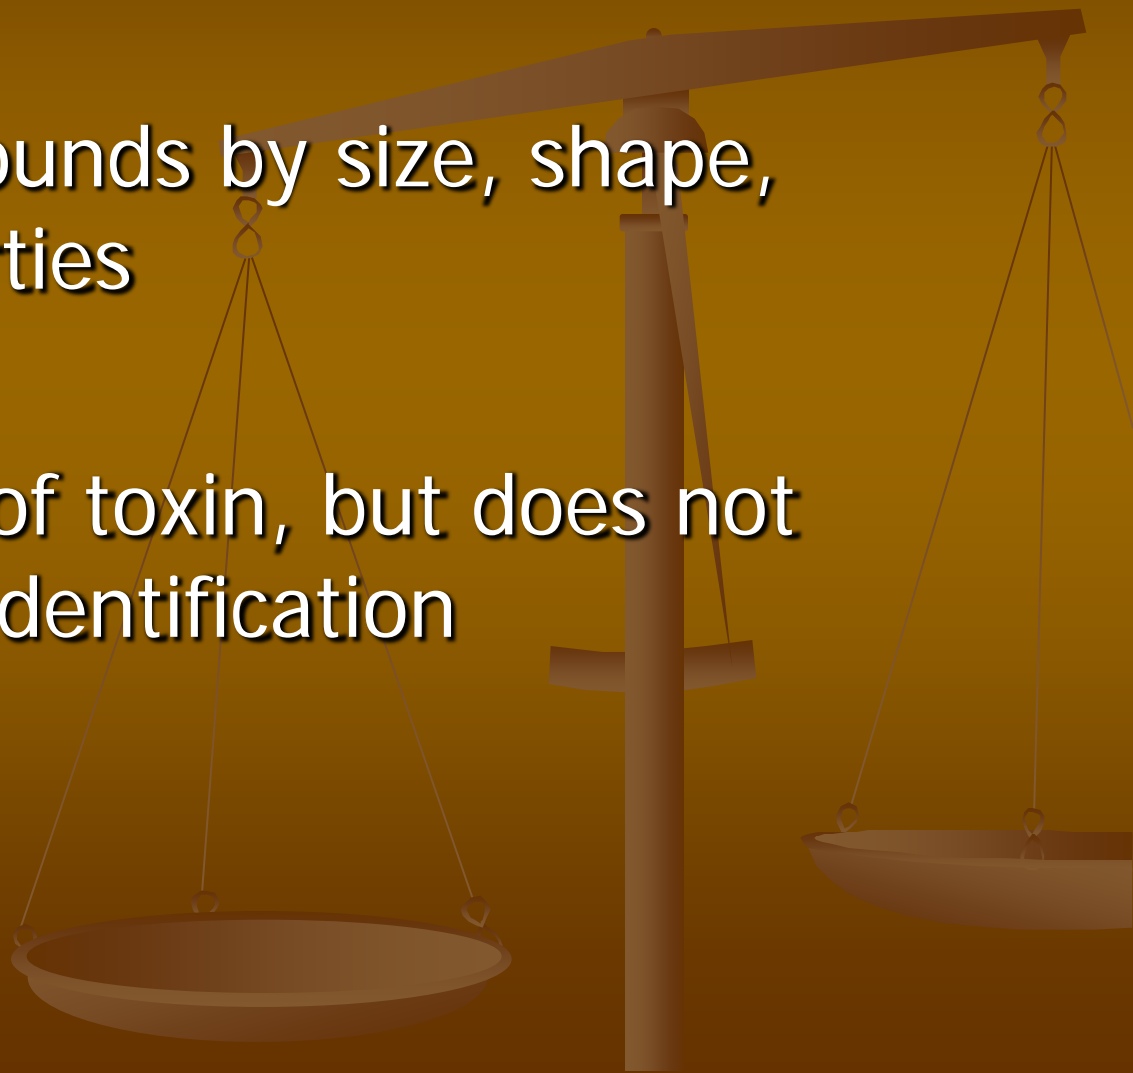 ounds by size, shape,
ties
of toxin, but does not
dentification